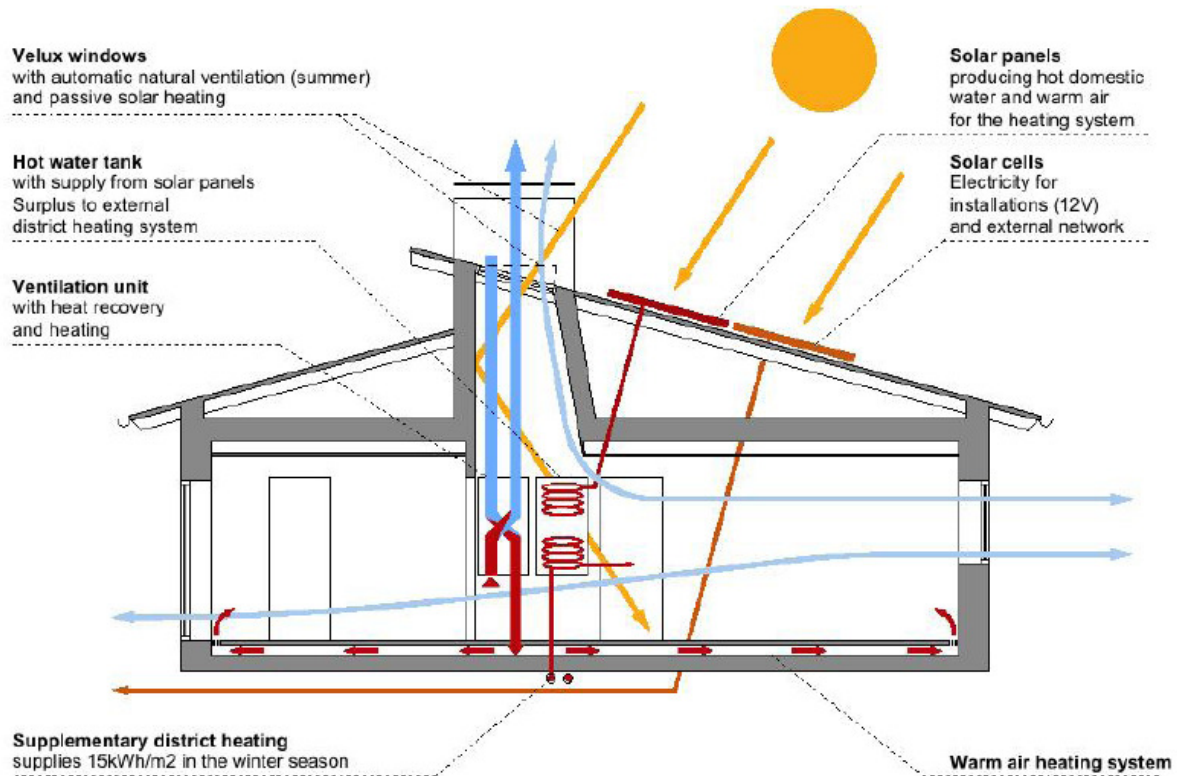 Velux windows
with automatic natural ventilation (summer)
and passive solar heating
Hot water tank
with supply from solar panels
Surplus to external
district heating system
Ventilation unit
with heat recovery
and heating
Solar panels
producing hot domestic
water and warm air
for the heating system
Solar cells
Electricity for
installations (12V)
and external network
Supplementary district heating
supplies 15kWh/m2 in the winter season
Warm air heating system